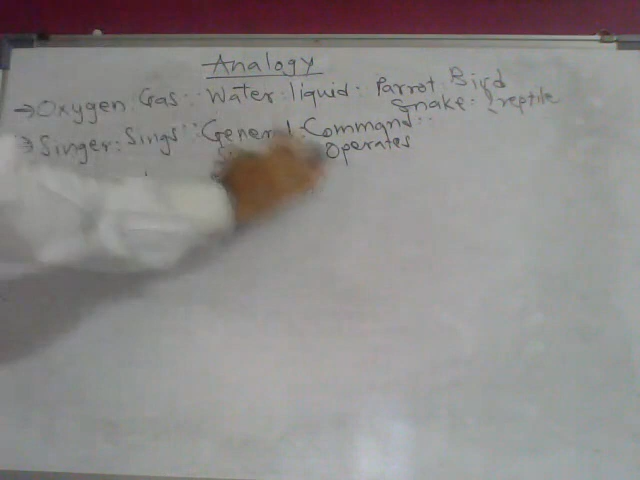 Analogy
→ Oxygen : Gas :: Water : liquid : Parrot : Bird
Snake : reptile
→ Singer : Sings :: General : Command ::
Operates